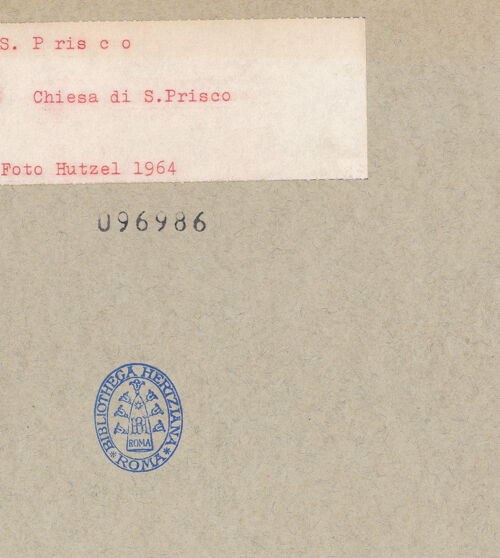 S. P ris c o
Chiesa di S.Prisco
Foto Hutzel 1964
096986
BIBLIOTHECA HERTZIANA
ROMA
* ROMA *